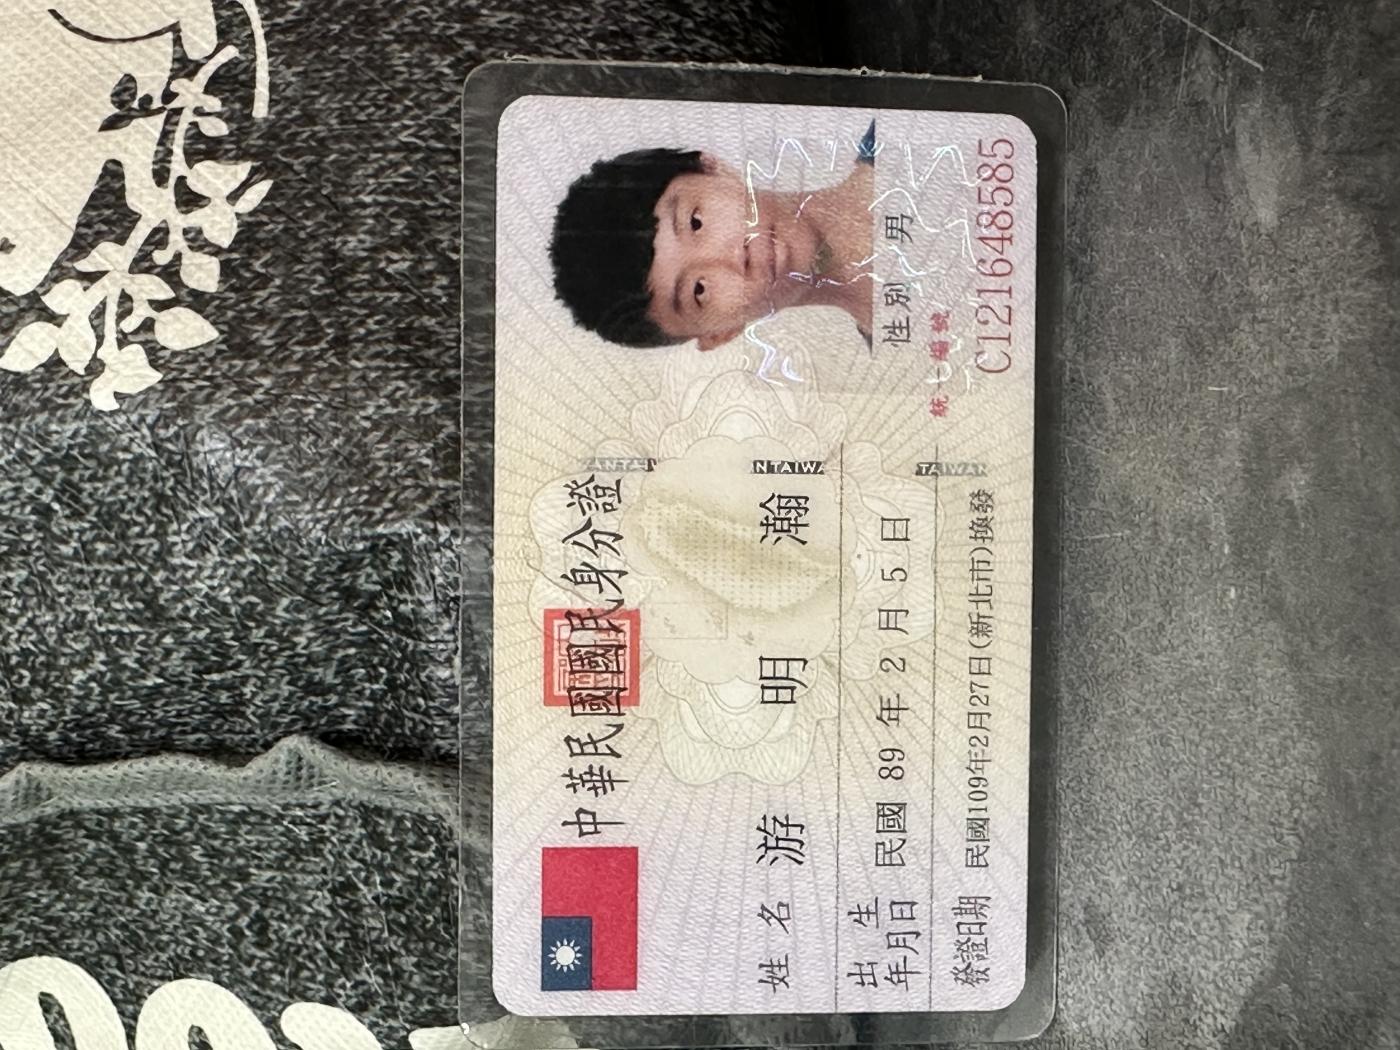 中華民國國民身分證
姓名 游明瀚
出生年月日 民國 89 年 2 月 5 日
發證日期 民國109年2月27日(新北市)換發
TAIWAN
性別 男
統一編號
C121648585